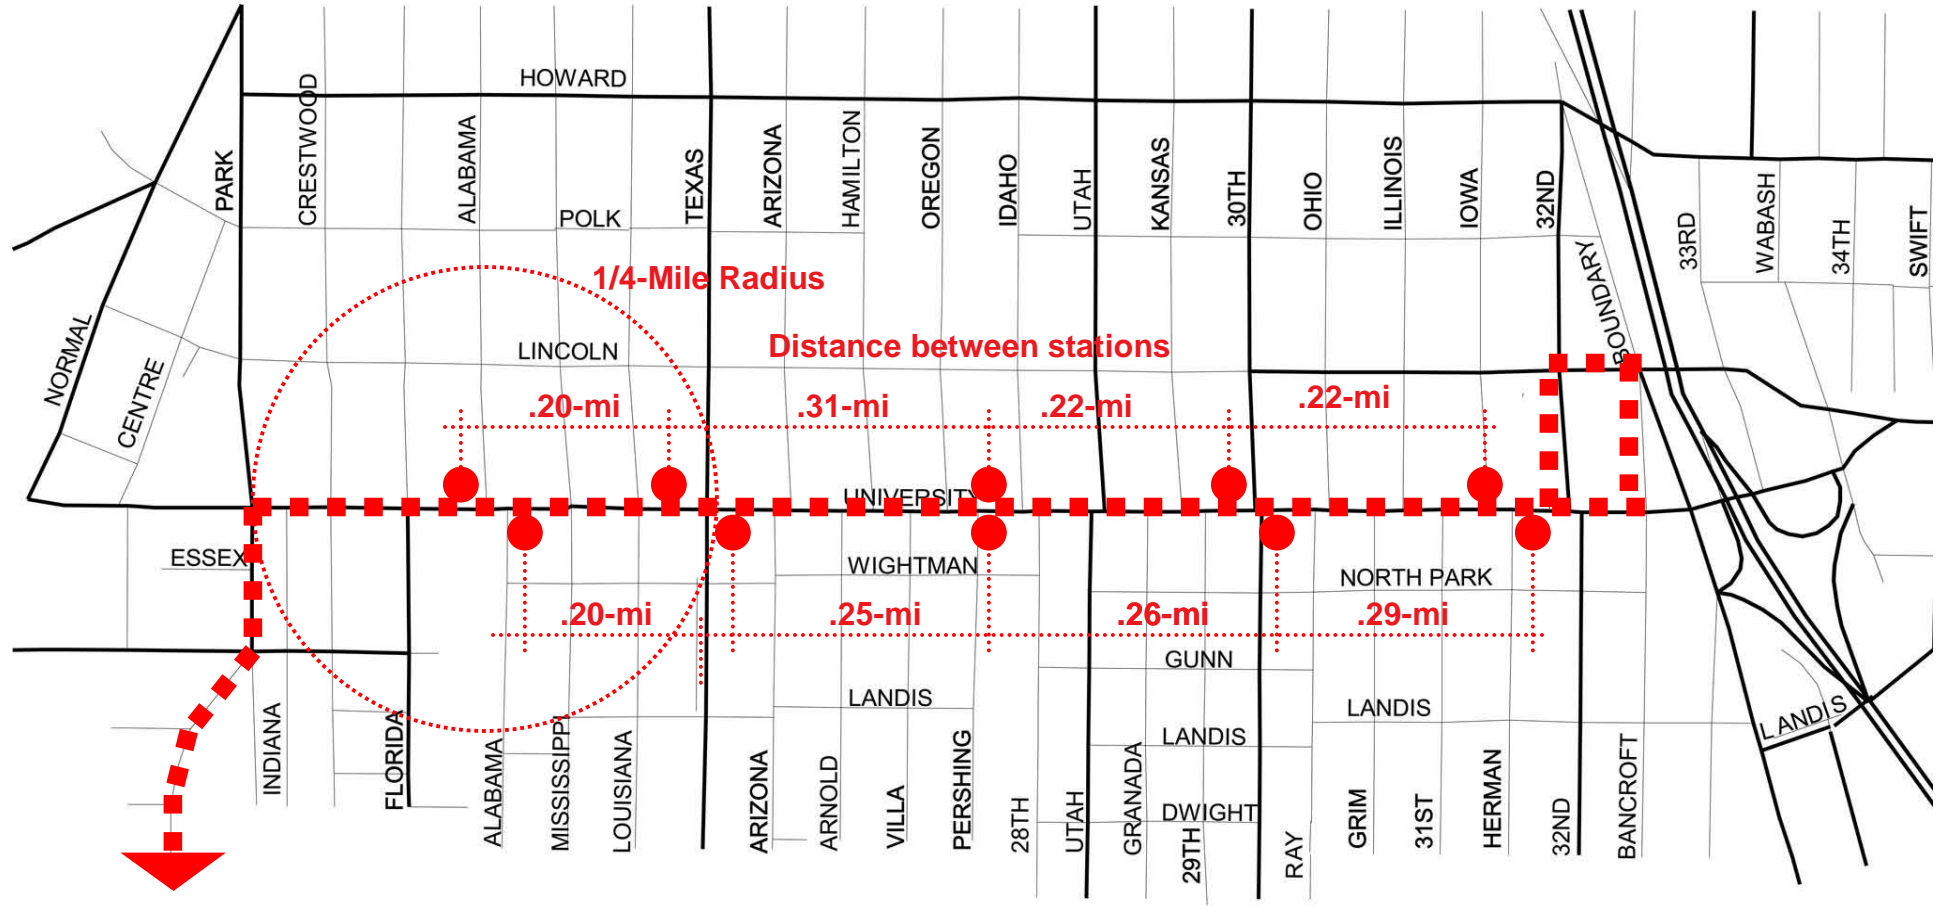 HOWARD
PARK
CRESTWOOD
ALABAMA
TEXAS
ARIZONA
HAMILTON
OREGON
IDAHO
UTAH
KANSAS
30TH
OHIO
ILLINOIS
IOWA
32ND
BOUNDARY
33RD
WABASH
34TH
SWIFT
POLK
1/4-Mile Radius
NORMAL
CENTRE
LINCOLN
Distance between stations
.20-mi
.31-mi
.22-mi
.22-mi
UNIVERSITY
ESSEX
WIGHTMAN
NORTH PARK
.20-mi
.25-mi
.26-mi
.29-mi
GUNN
LANDIS
LANDIS
LANDIS
LANDIS
INDIANA
FLORIDA
ALABAMA
MISSISSIPPI
LOUISIANA
ARIZONA
ARNOLD
VILLA
PERSHING
28TH
UTAH
GRANADA
DWIGHT
29TH
RAY
GRIM
31ST
HERMAN
32ND
BANCROFT